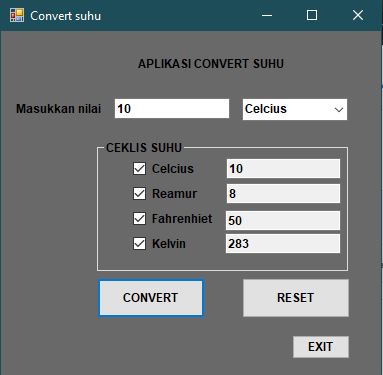 Convert suhu
APLIKASI CONVERT SUHU
Masukkan nilai 10 Celcius
CEKLIS SUHU
Celcius 10
Reamur 8
Fahrenhiet 50
Kelvin 283
CONVERT RESET
EXIT